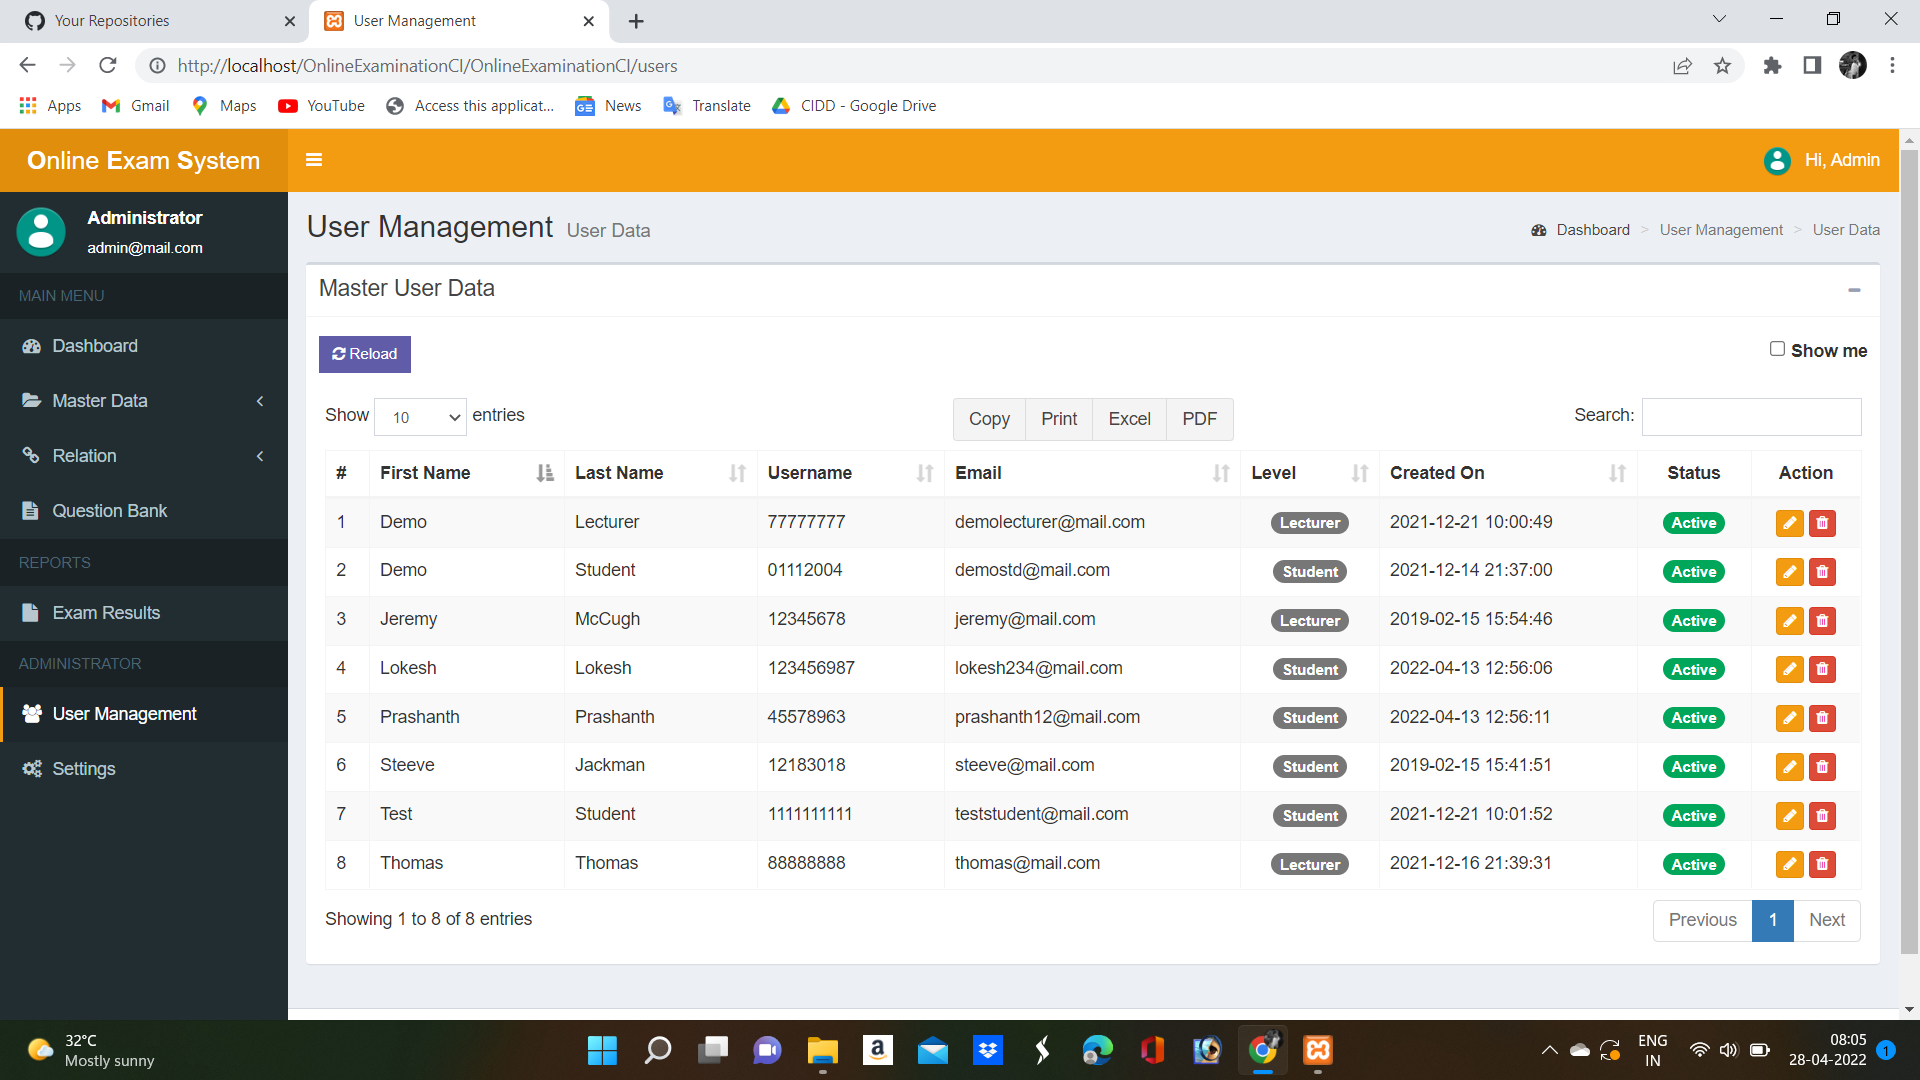 Your Repositories
User Management
http://localhost/OnlineExaminationCI/OnlineExaminationCI/users
Apps Gmail Maps YouTube Access this applicat... News Translate CIDD - Google Drive
Online Exam System
Hi, Admin
Administrator
admin@mail.com
MAIN MENU
Dashboard
Master Data
Relation
Question Bank
REPORTS
Exam Results
ADMINISTRATOR
User Management
Settings
User Management User Data
Dashboard > User Management > User Data
Master User Data
Reload
Show me
Show 10 entries
Copy Print Excel PDF
Search:
# First Name Last Name Username Email Level Created On Status Action
1 Demo Lecturer 77777777 demolecturer@mail.com Lecturer 2021-12-21 10:00:49 Active
2 Demo Student 01112004 demostd@mail.com Student 2021-12-14 21:37:00 Active
3 Jeremy McCugh 12345678 jeremy@mail.com Lecturer 2019-02-15 15:54:46 Active
4 Lokesh Lokesh 123456987 lokesh234@mail.com Student 2022-04-13 12:56:06 Active
5 Prashanth Prashanth 45578963 prashanth12@mail.com Student 2022-04-13 12:56:11 Active
6 Steeve Jackman 12183018 steeve@mail.com Student 2019-02-15 15:41:51 Active
7 Test Student 1111111111 teststudent@mail.com Student 2021-12-21 10:01:52 Active
8 Thomas Thomas 88888888 thomas@mail.com Lecturer 2021-12-16 21:39:31 Active
Showing 1 to 8 of 8 entries
Previous 1 Next
32°C
Mostly sunny
ENG
IN
08:05
28-04-2022
1